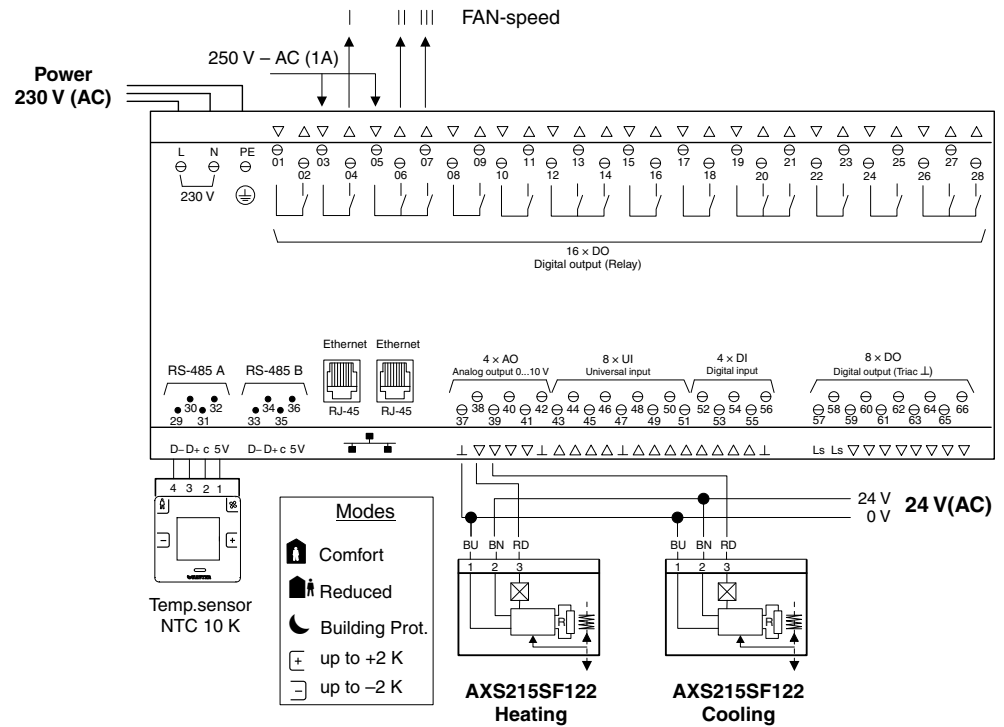 I II III FAN-speed
250 V – AC (1A)
Power
230 V (AC)
L N PE
230 V
01 02 03 04 05 06 07 08 09 10 11 12 13 14 15 16 17 18 19 20 21 22 23 24 25 26 27 28
16 × DO
Digital output (Relay)
Ethernet Ethernet
RJ-45 RJ-45
RS-485 A RS-485 B
29 30 31 32 33 34 35 36
4 × AO
Analog output 0...10 V
8 × UI
Universal input
4 × DI
Digital input
8 × DO
Digital output (Triac ⊥)
37 38 39 40 41 42 43 44 45 46 47 48 49 50 51 52 53 54 55 56 57 58 59 60 61 62 63 64 65 66
D– D+ c 5V D– D+ c 5V
Ls Ls
4 3 2 1
Temp.sensor
NTC 10 K
Modes
Comfort
Reduced
Building Prot.
+ up to +2 K
– up to –2 K
24 V
0 V
24 V(AC)
BU BN RD
1 2 3
R
AXS215SF122
Heating
BU BN RD
1 2 3
R
AXS215SF122
Cooling